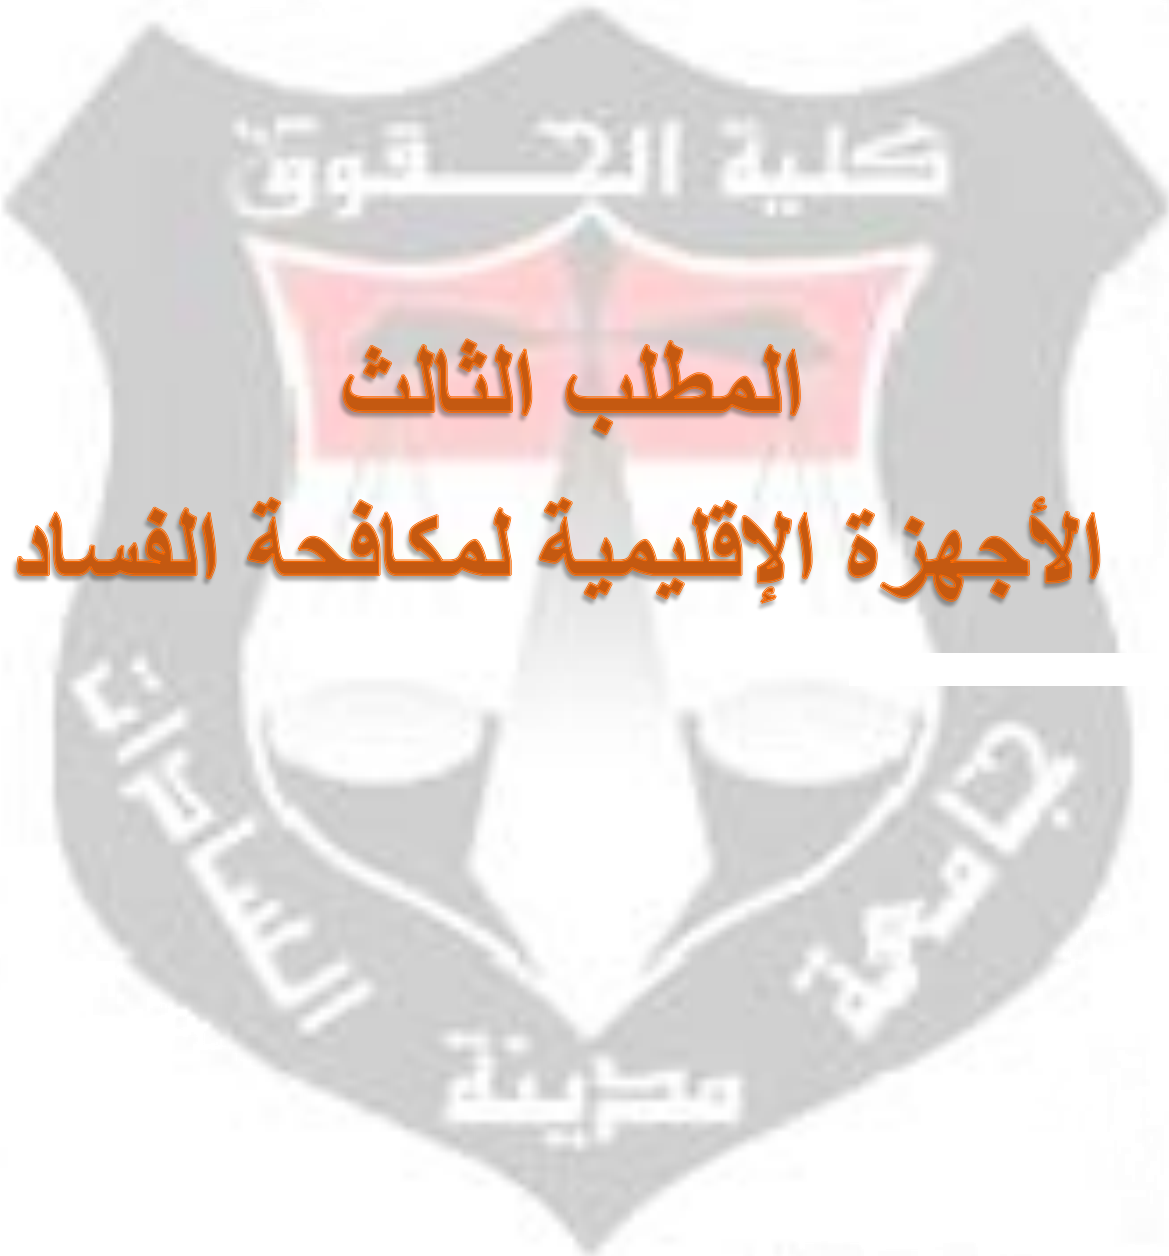 كلية الحقوق
المطلب الثالث
الأجهزة الإقليمية لمكافحة الفساد
جامعة
مدينة
السادات